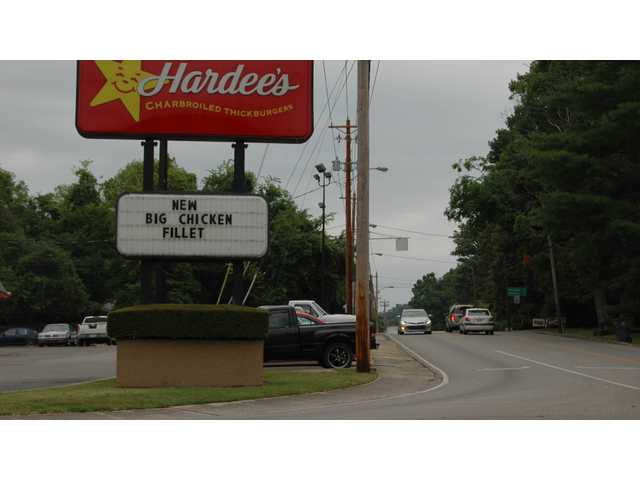 Hardee's
CHARBROILED THICKBURGERS
NEW
BIG CHICKEN
FILLET